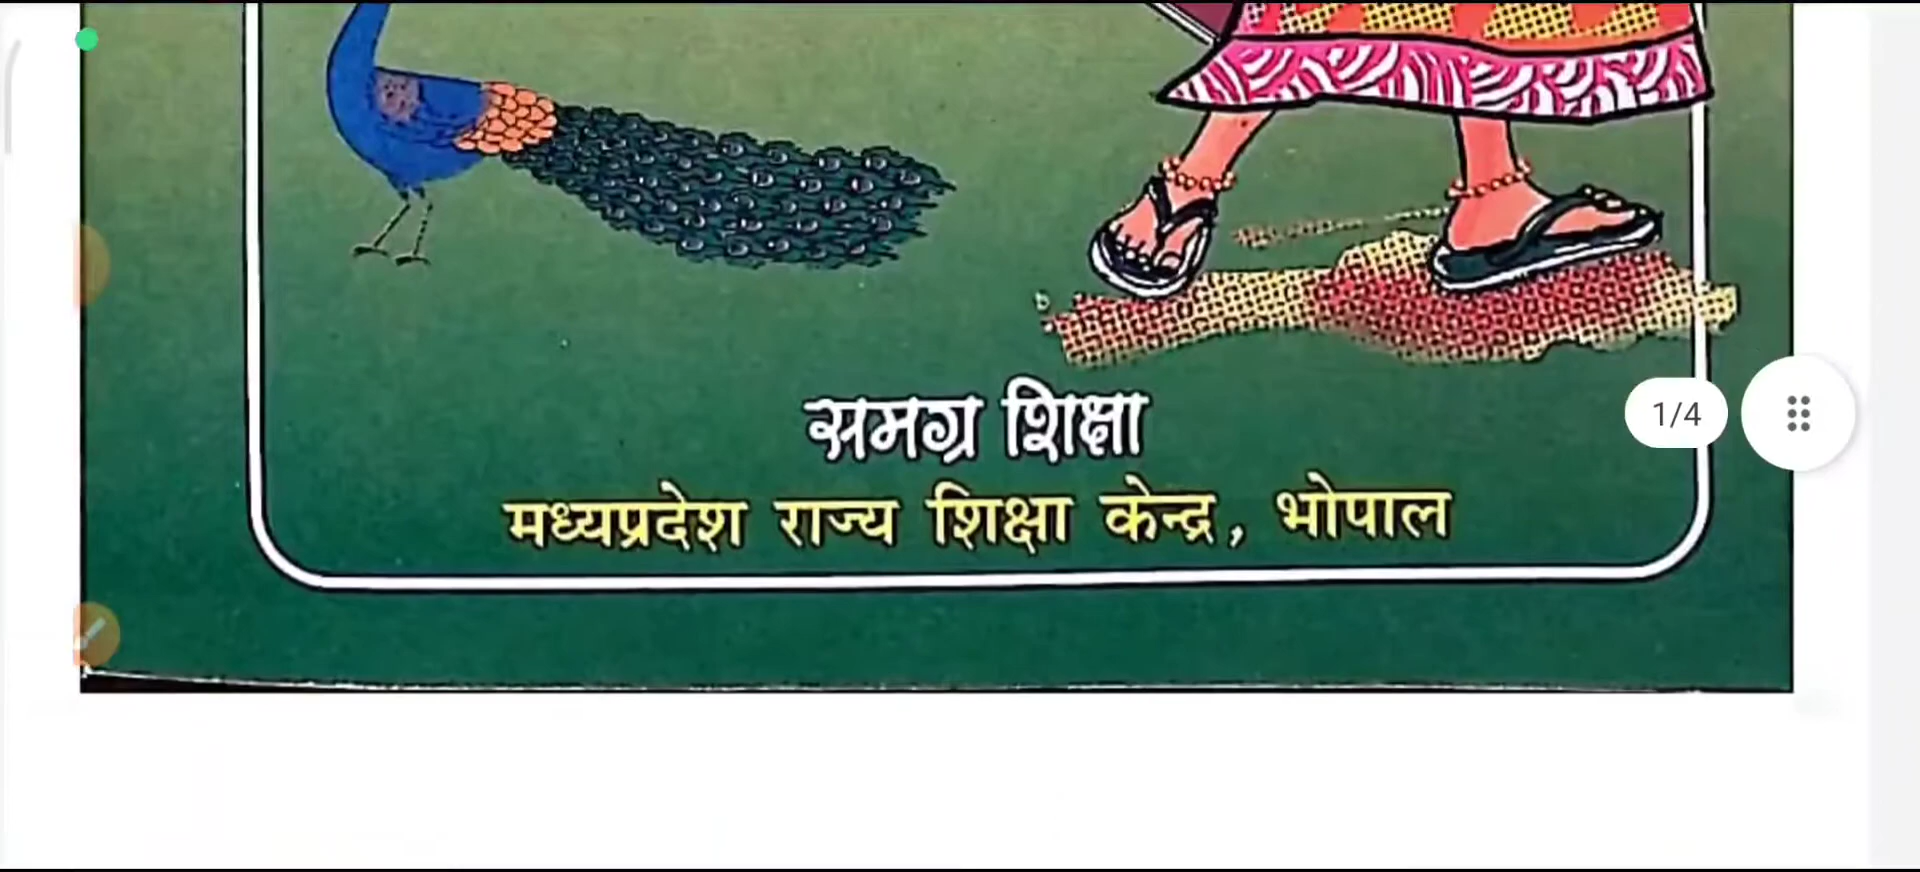 समग्र शिक्षा
1/4
मध्यप्रदेश राज्य शिक्षा केन्द्र, भोपाल